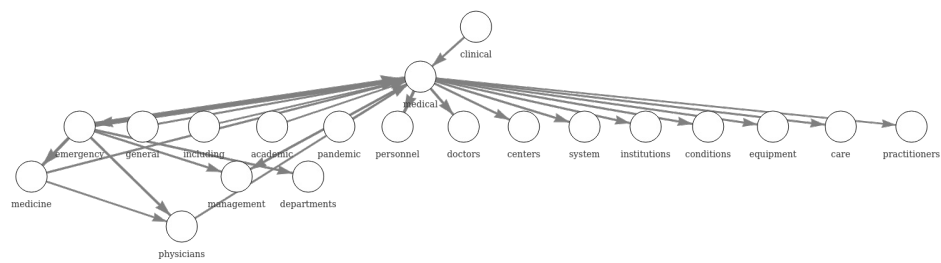 clinical
medical
emergency general including academic pandemic personnel doctors centers system institutions conditions equipment care practitioners
medicine management departments
physicians